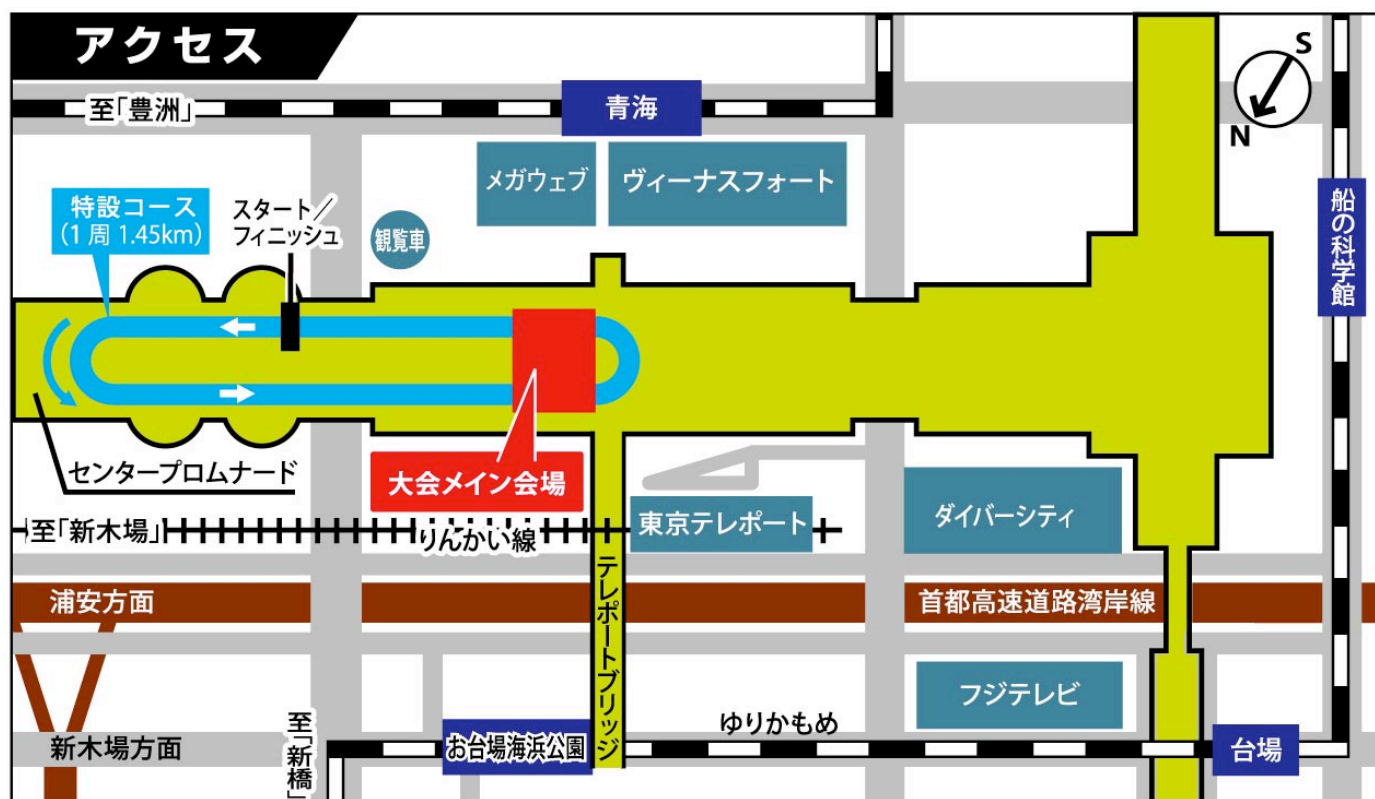 アクセス
至「豊洲」
青海
S
N
メガウェブ
ヴィーナスフォート
特設コース
(1周 1.45km)
スタート/
フィニッシュ
観覧車
船の科学館
センタープロムナード
大会メイン会場
至「新木場」
りんかい線
東京テレポート
ダイバーシティ
浦安方面
首都高速道路湾岸線
テレポートブリッジ
フジテレビ
新木場方面
至「新橋」
お台場海浜公園
ゆりかもめ
台場